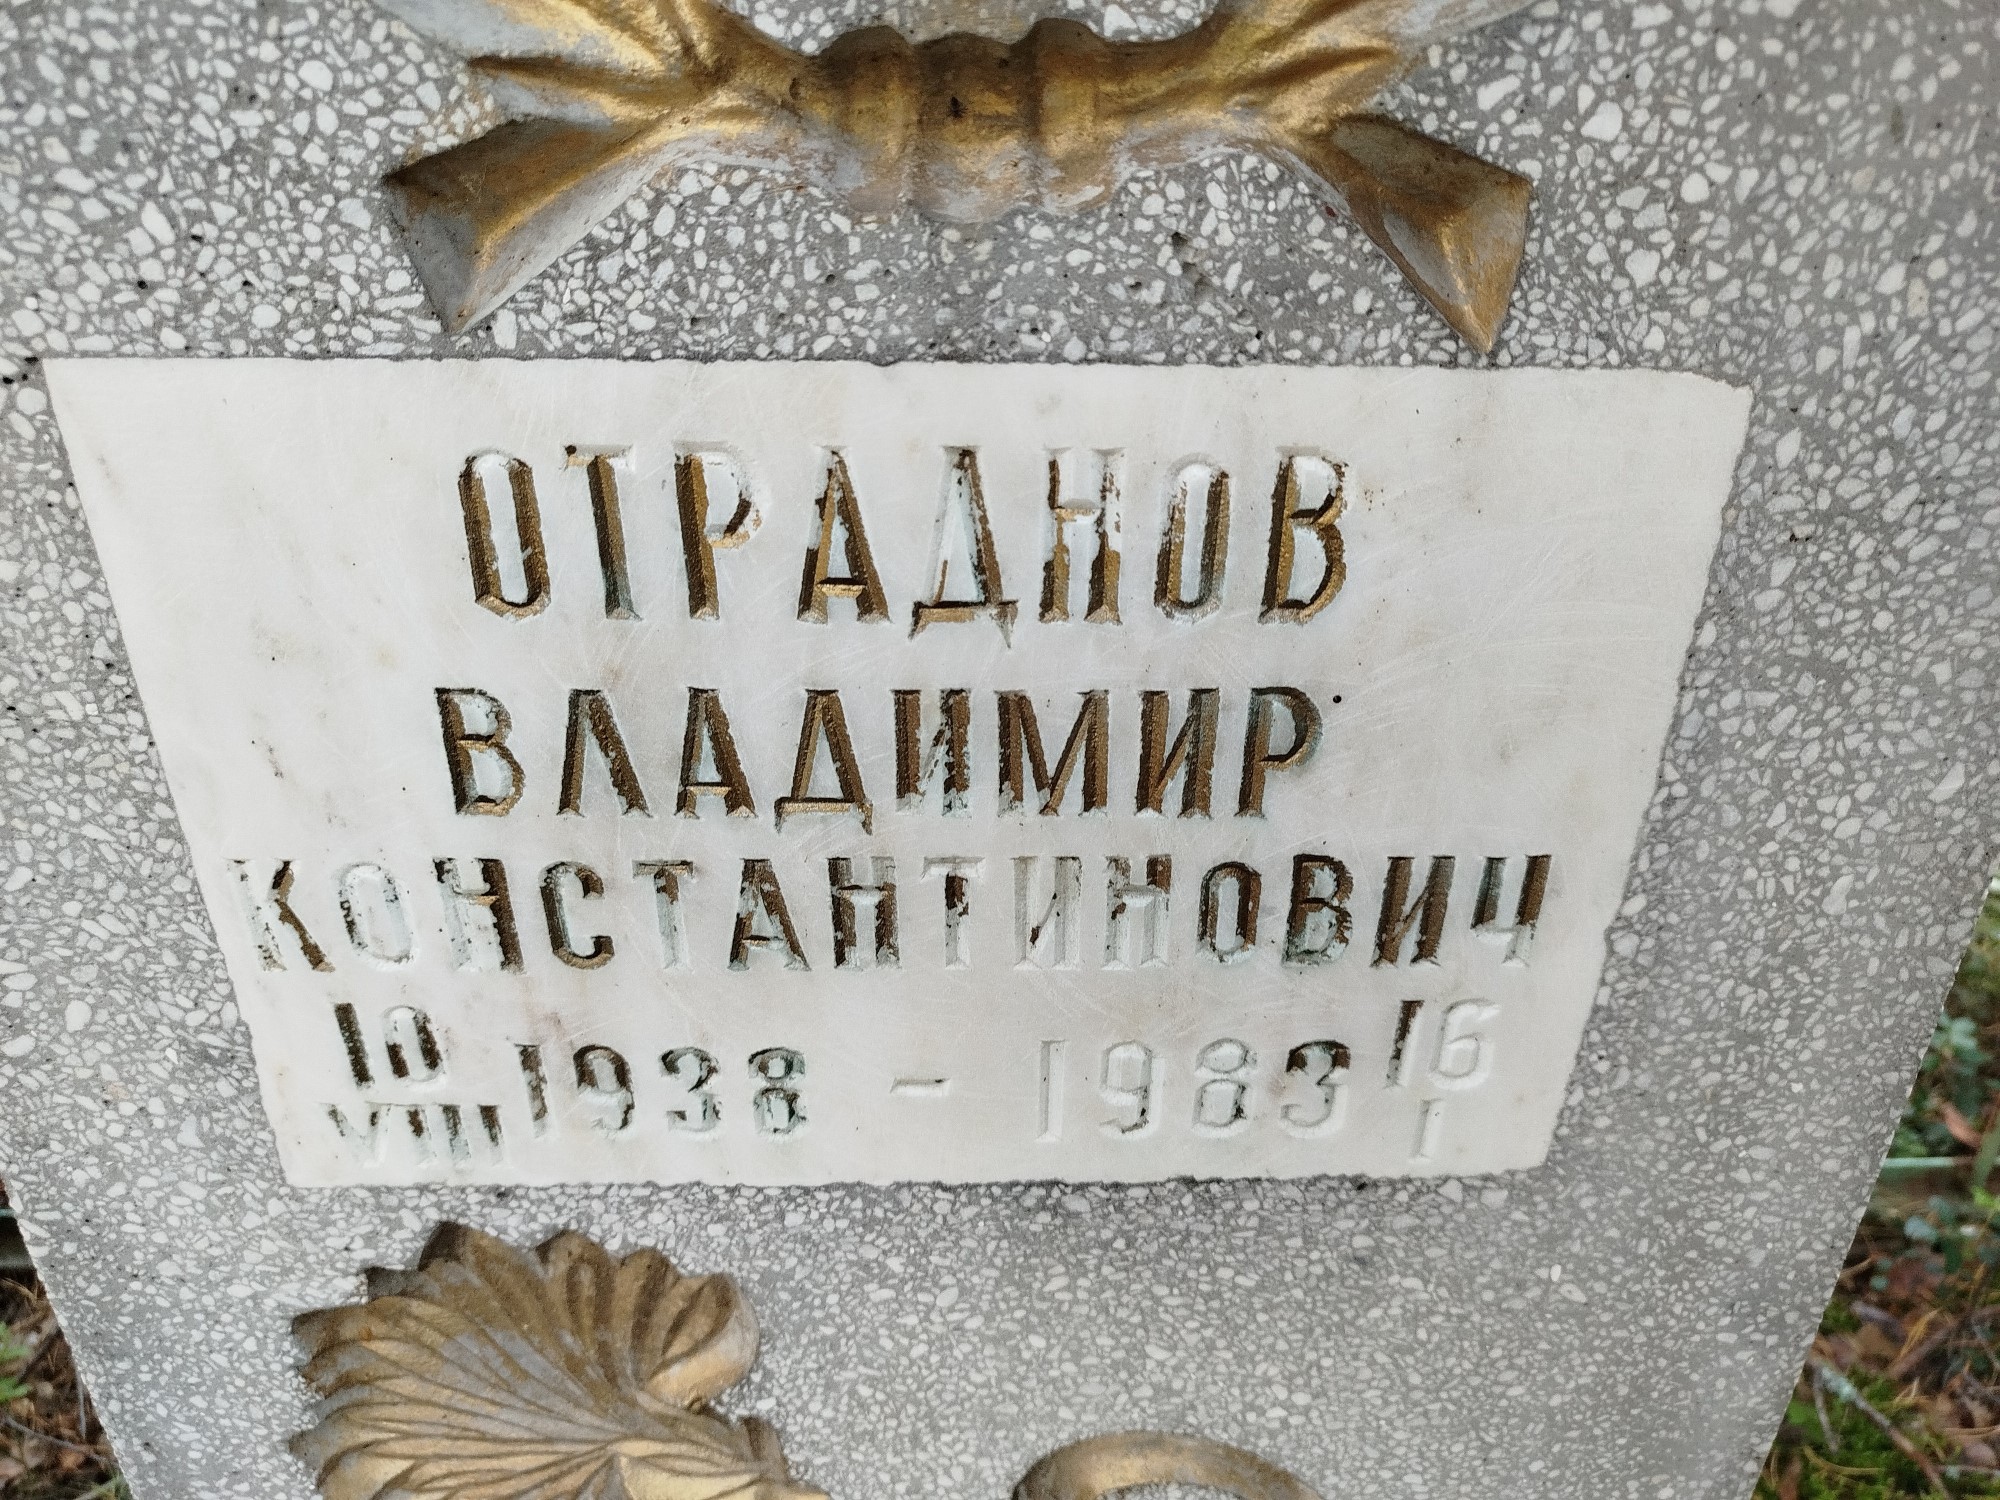 ОТРАДНОВ
ВЛАДИМИР
КОНСТАНТИНОВИЧ
10 16
1938 – 1983
VIII I